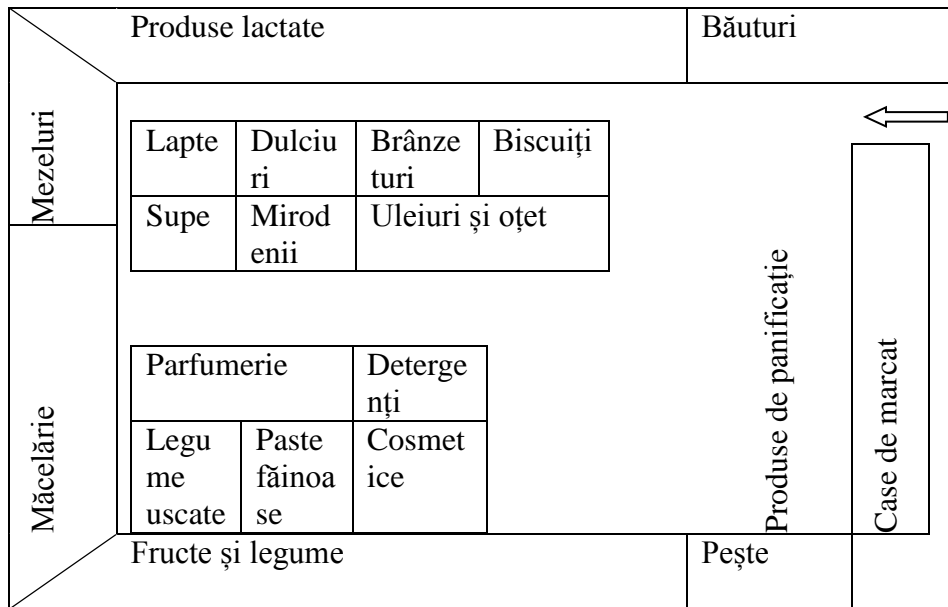 Produse lactate
Băuturi
Mezeluri
Lapte
Dulciu
ri
Brânze
turi
Biscuiți
Supe
Mirod
enii
Uleiuri și oțet
Măcelărie
Parfumerie
Deterge
nți
Legu
me
uscate
Paste
făinoa
se
Cosmet
ice
Produse de panificație
Case de marcat
Fructe și legume
Pește